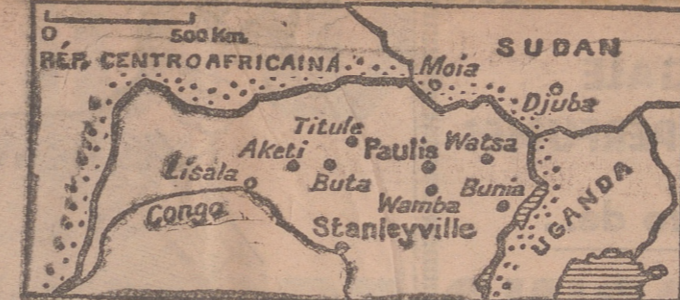 0
500 Km.
SUDAN
RÉP. CENTROAFRICAINĂ
Moia
Djuba
Titule
Aketi
Paulis
Watsa
Lisala
Buta
Bunia
Wamba
Congo
UGANDA
Stanleyville